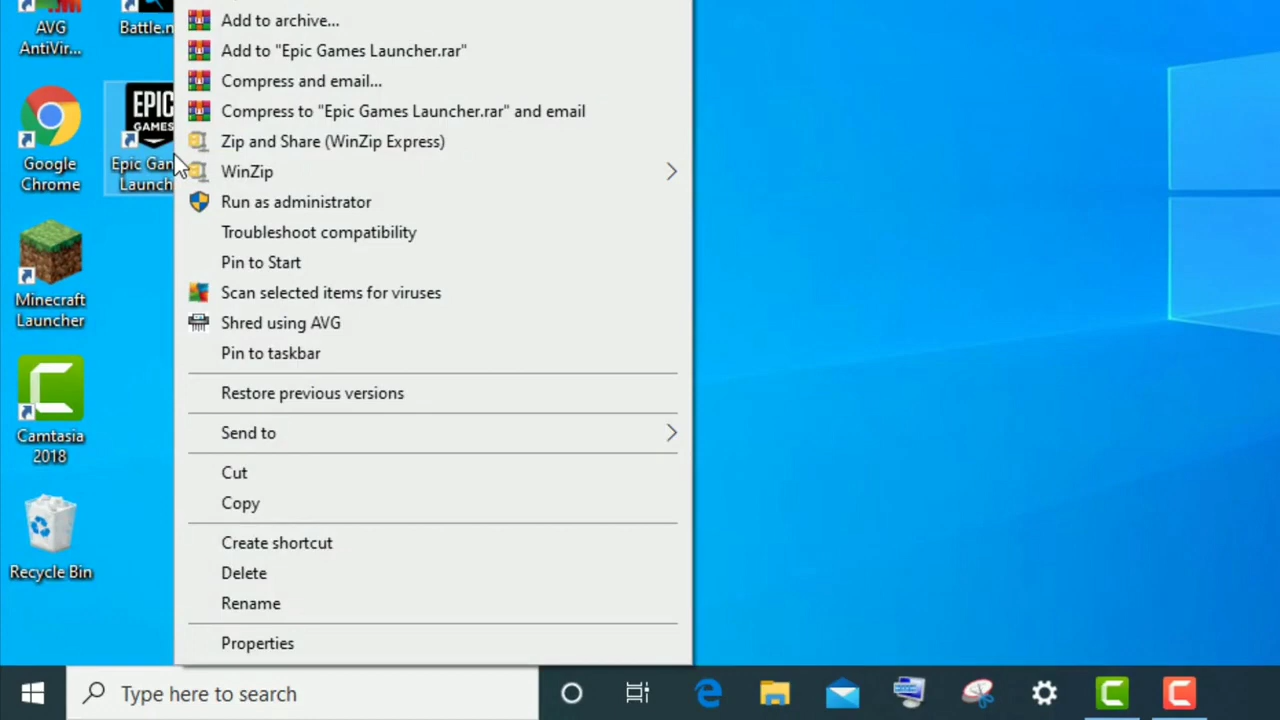 AVG
AntiVir...
Battle.n
Google
Chrome
EPIC
GAMES
Epic Gam
Launch
Minecraft
Launcher
Camtasia
2018
Recycle Bin
Add to archive...
Add to "Epic Games Launcher.rar"
Compress and email...
Compress to "Epic Games Launcher.rar" and email
Zip and Share (WinZip Express)
WinZip
Run as administrator
Troubleshoot compatibility
Pin to Start
Scan selected items for viruses
Shred using AVG
Pin to taskbar
Restore previous versions
Send to
Cut
Copy
Create shortcut
Delete
Rename
Properties
Type here to search